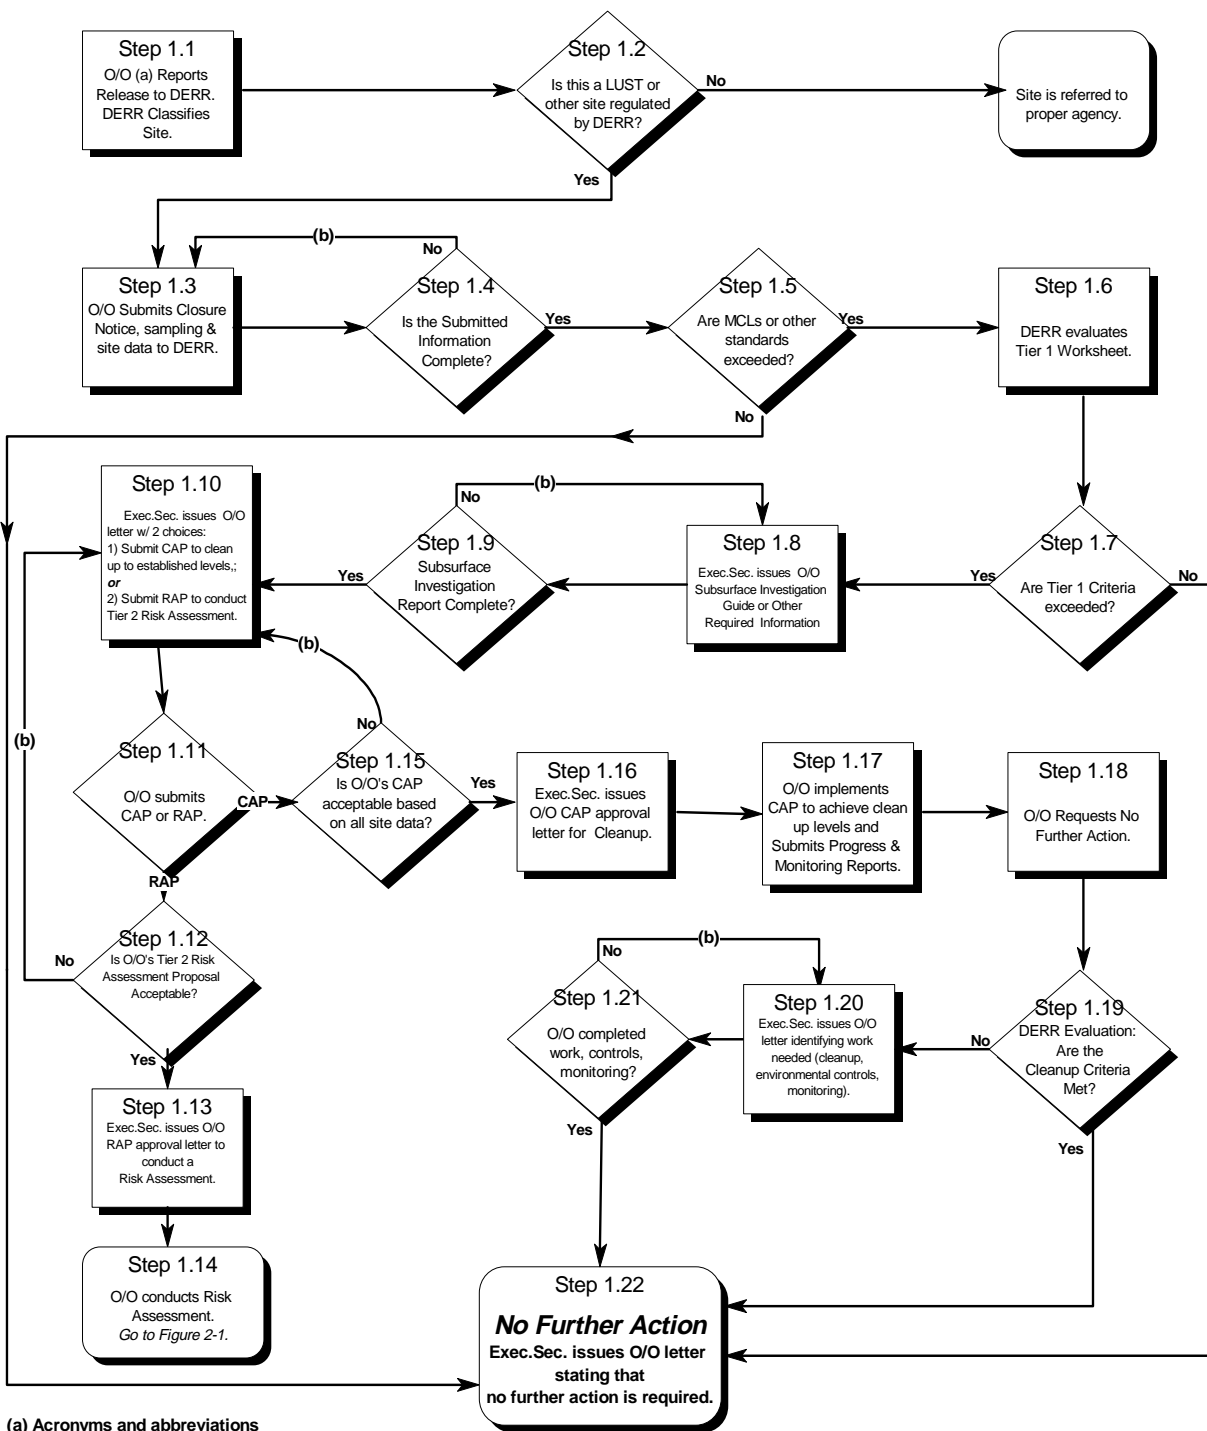 Step 1.1
O/O (a) Reports
Release to DERR.
DERR Classifies
Site.
Step 1.2
Is this a LUST or
other site regulated
by DERR?
No
Site is referred to
proper agency.
Yes
(b)
No
Step 1.3
O/O Submits Closure
Notice, sampling &
site data to DERR.
Step 1.4
Is the Submitted
Information
Complete?
Yes
Step 1.5
Are MCLs or other
standards
exceeded?
Yes
Step 1.6
DERR evaluates
Tier 1 Worksheet.
No
Step 1.10
Exec.Sec. issues O/O
letter w/ 2 choices:
1) Submit CAP to clean
up to established levels,;
or
2) Submit RAP to conduct
Tier 2 Risk Assessment.
No
(b)
Step 1.9
Subsurface
Investigation
Report Complete?
Yes
Step 1.8
Exec.Sec. issues O/O
Subsurface Investigation
Guide or Other
Required Information
Yes
Step 1.7
Are Tier 1 Criteria
exceeded?
No
(b)
(b)
Step 1.11
O/O submits
CAP or RAP.
CAP
RAP
No
Step 1.15
Is O/O's CAP
acceptable based
on all site data?
Yes
Step 1.16
Exec.Sec. issues
O/O CAP approval
letter for Cleanup.
Step 1.17
O/O implements
CAP to achieve clean
up levels and
Submits Progress &
Monitoring Reports.
Step 1.18
O/O Requests No
Further Action.
Step 1.12
Is O/O's Tier 2 Risk
Assessment Proposal
Acceptable?
No
Yes
No
(b)
Step 1.21
O/O completed
work, controls,
monitoring?
Yes
Step 1.20
Exec.Sec. issues O/O
letter identifying work
needed (cleanup,
environmental controls,
monitoring).
No
Step 1.19
DERR Evaluation:
Are the
Cleanup Criteria
Met?
Yes
Step 1.13
Exec.Sec. issues O/O
RAP approval letter to
conduct a
Risk Assessment.
Step 1.14
O/O conducts Risk
Assessment.
Go to Figure 2-1.
Step 1.22
No Further Action
Exec.Sec. issues O/O letter
stating that
no further action is required.
(a) Acronyms and abbreviations